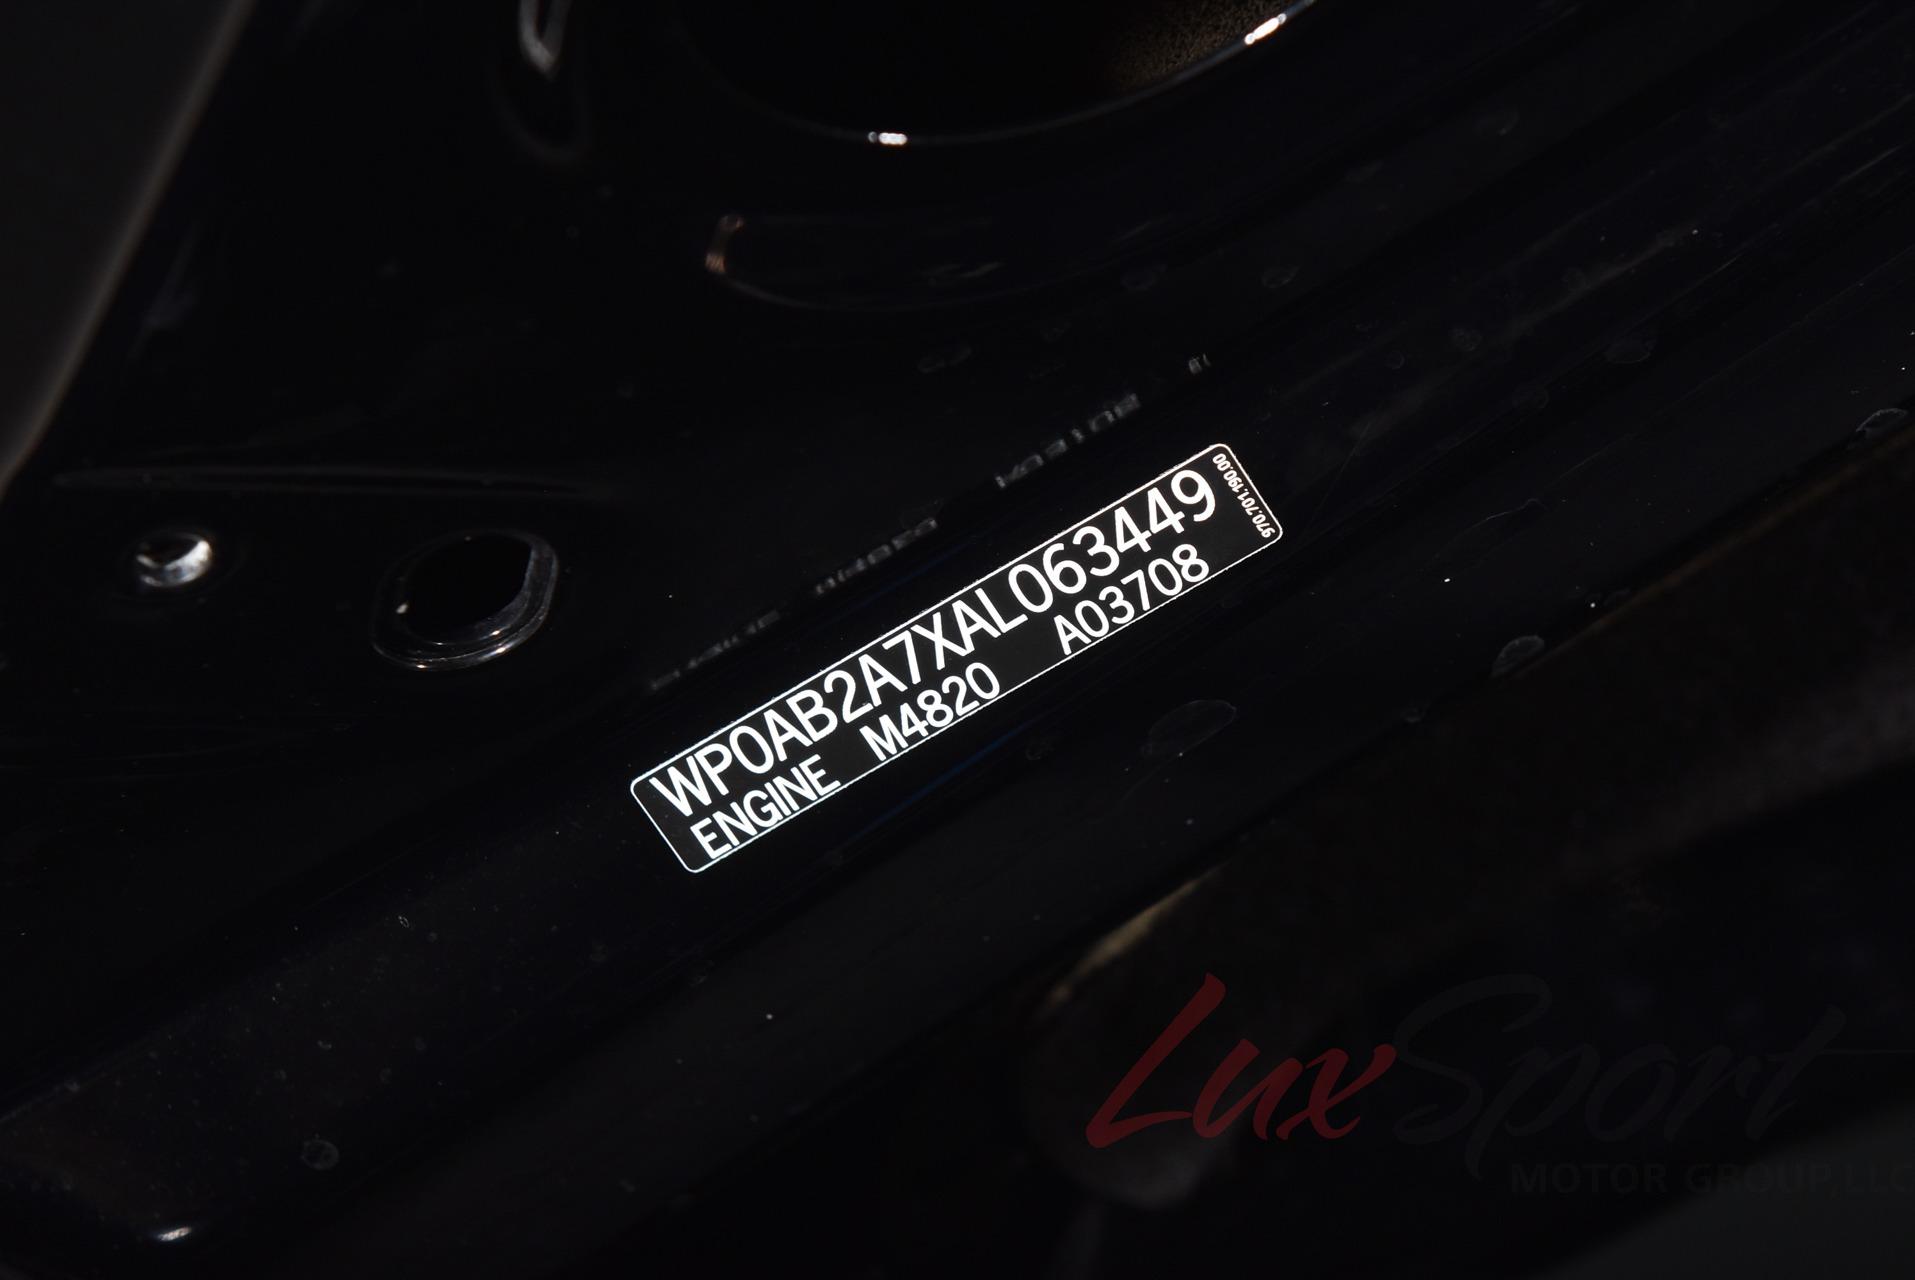 WP0AB2A7XAL063449
ENGINE M4820 A03708
970.701.190.00
LuxSport
MOTOR GROUP, LLC